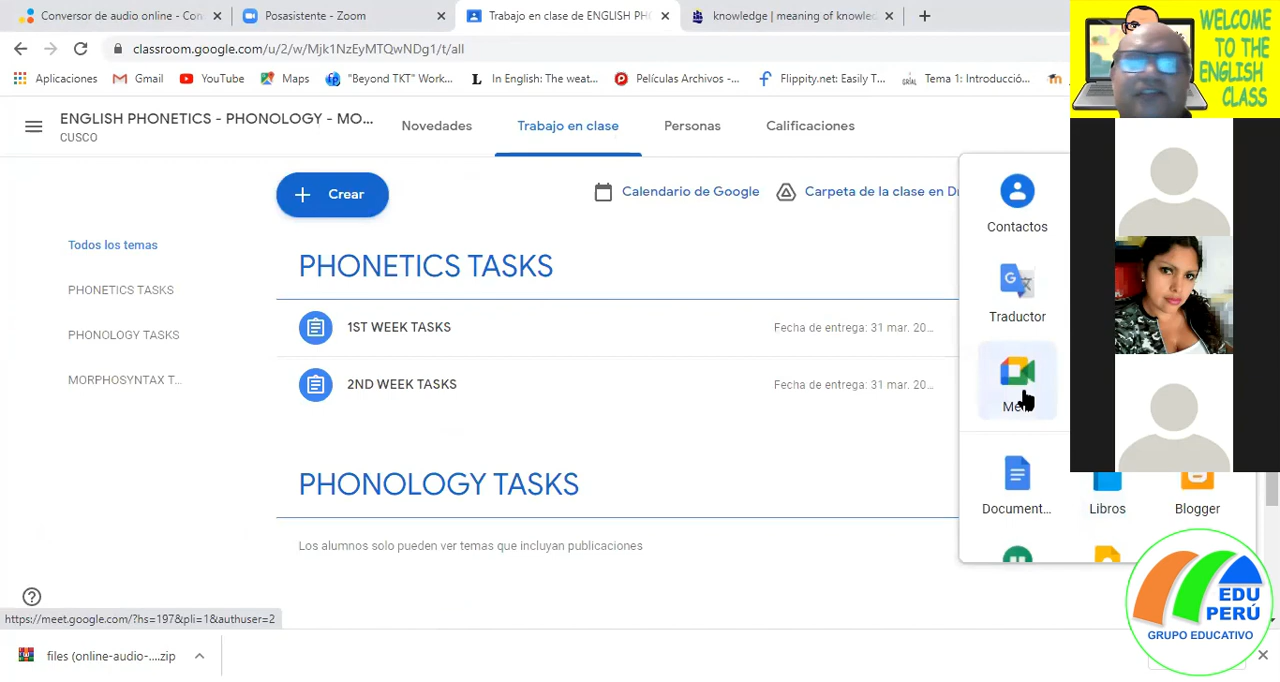 Conversor de audio online - Con
Posasistente - Zoom
Trabajo en clase de ENGLISH PH
knowledge | meaning of knowle
classroom.google.com/u/2/w/Mjk1NzEyMTQwNDg1/t/all
Aplicaciones
Gmail
YouTube
Maps
"Beyond TKT" Work...
In English: The weat...
Películas Archivos -...
Flippity.net: Easily T...
GRIAL
Tema 1: Introducció...
WELCOME
TO THE
ENGLISH
CLASS
ENGLISH PHONETICS - PHONOLOGY - MO...
CUSCO
Novedades
Trabajo en clase
Personas
Calificaciones
Crear
Calendario de Google
Carpeta de la clase en Dr
Todos los temas
PHONETICS TASKS
PHONOLOGY TASKS
MORPHOSYNTAX T...
PHONETICS TASKS
1ST WEEK TASKS
Fecha de entrega: 31 mar. 20...
2ND WEEK TASKS
Fecha de entrega: 31 mar. 20...
PHONOLOGY TASKS
Los alumnos solo pueden ver temas que incluyan publicaciones
Contactos
Traductor
Document...
Libros
Blogger
https://meet.google.com/?hs=197&pli=1&authuser=2
files (online-audio-....zip
EDU
PERÚ
GRUPO EDUCATIVO